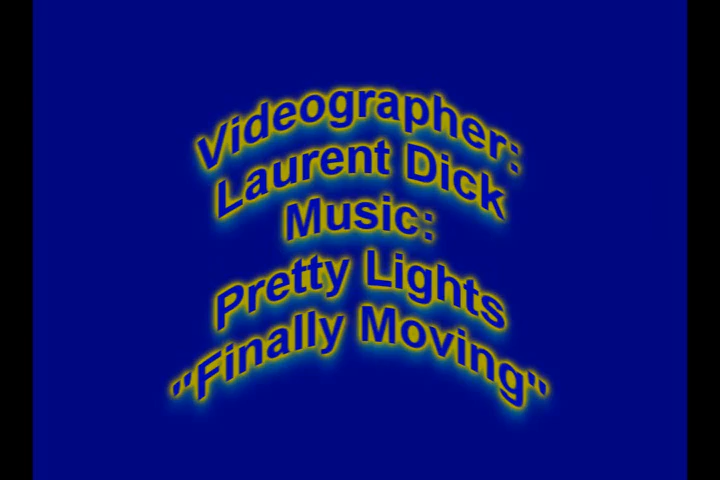 Videographer:
Laurent Dick
Music:
Pretty Lights
"Finally Moving"